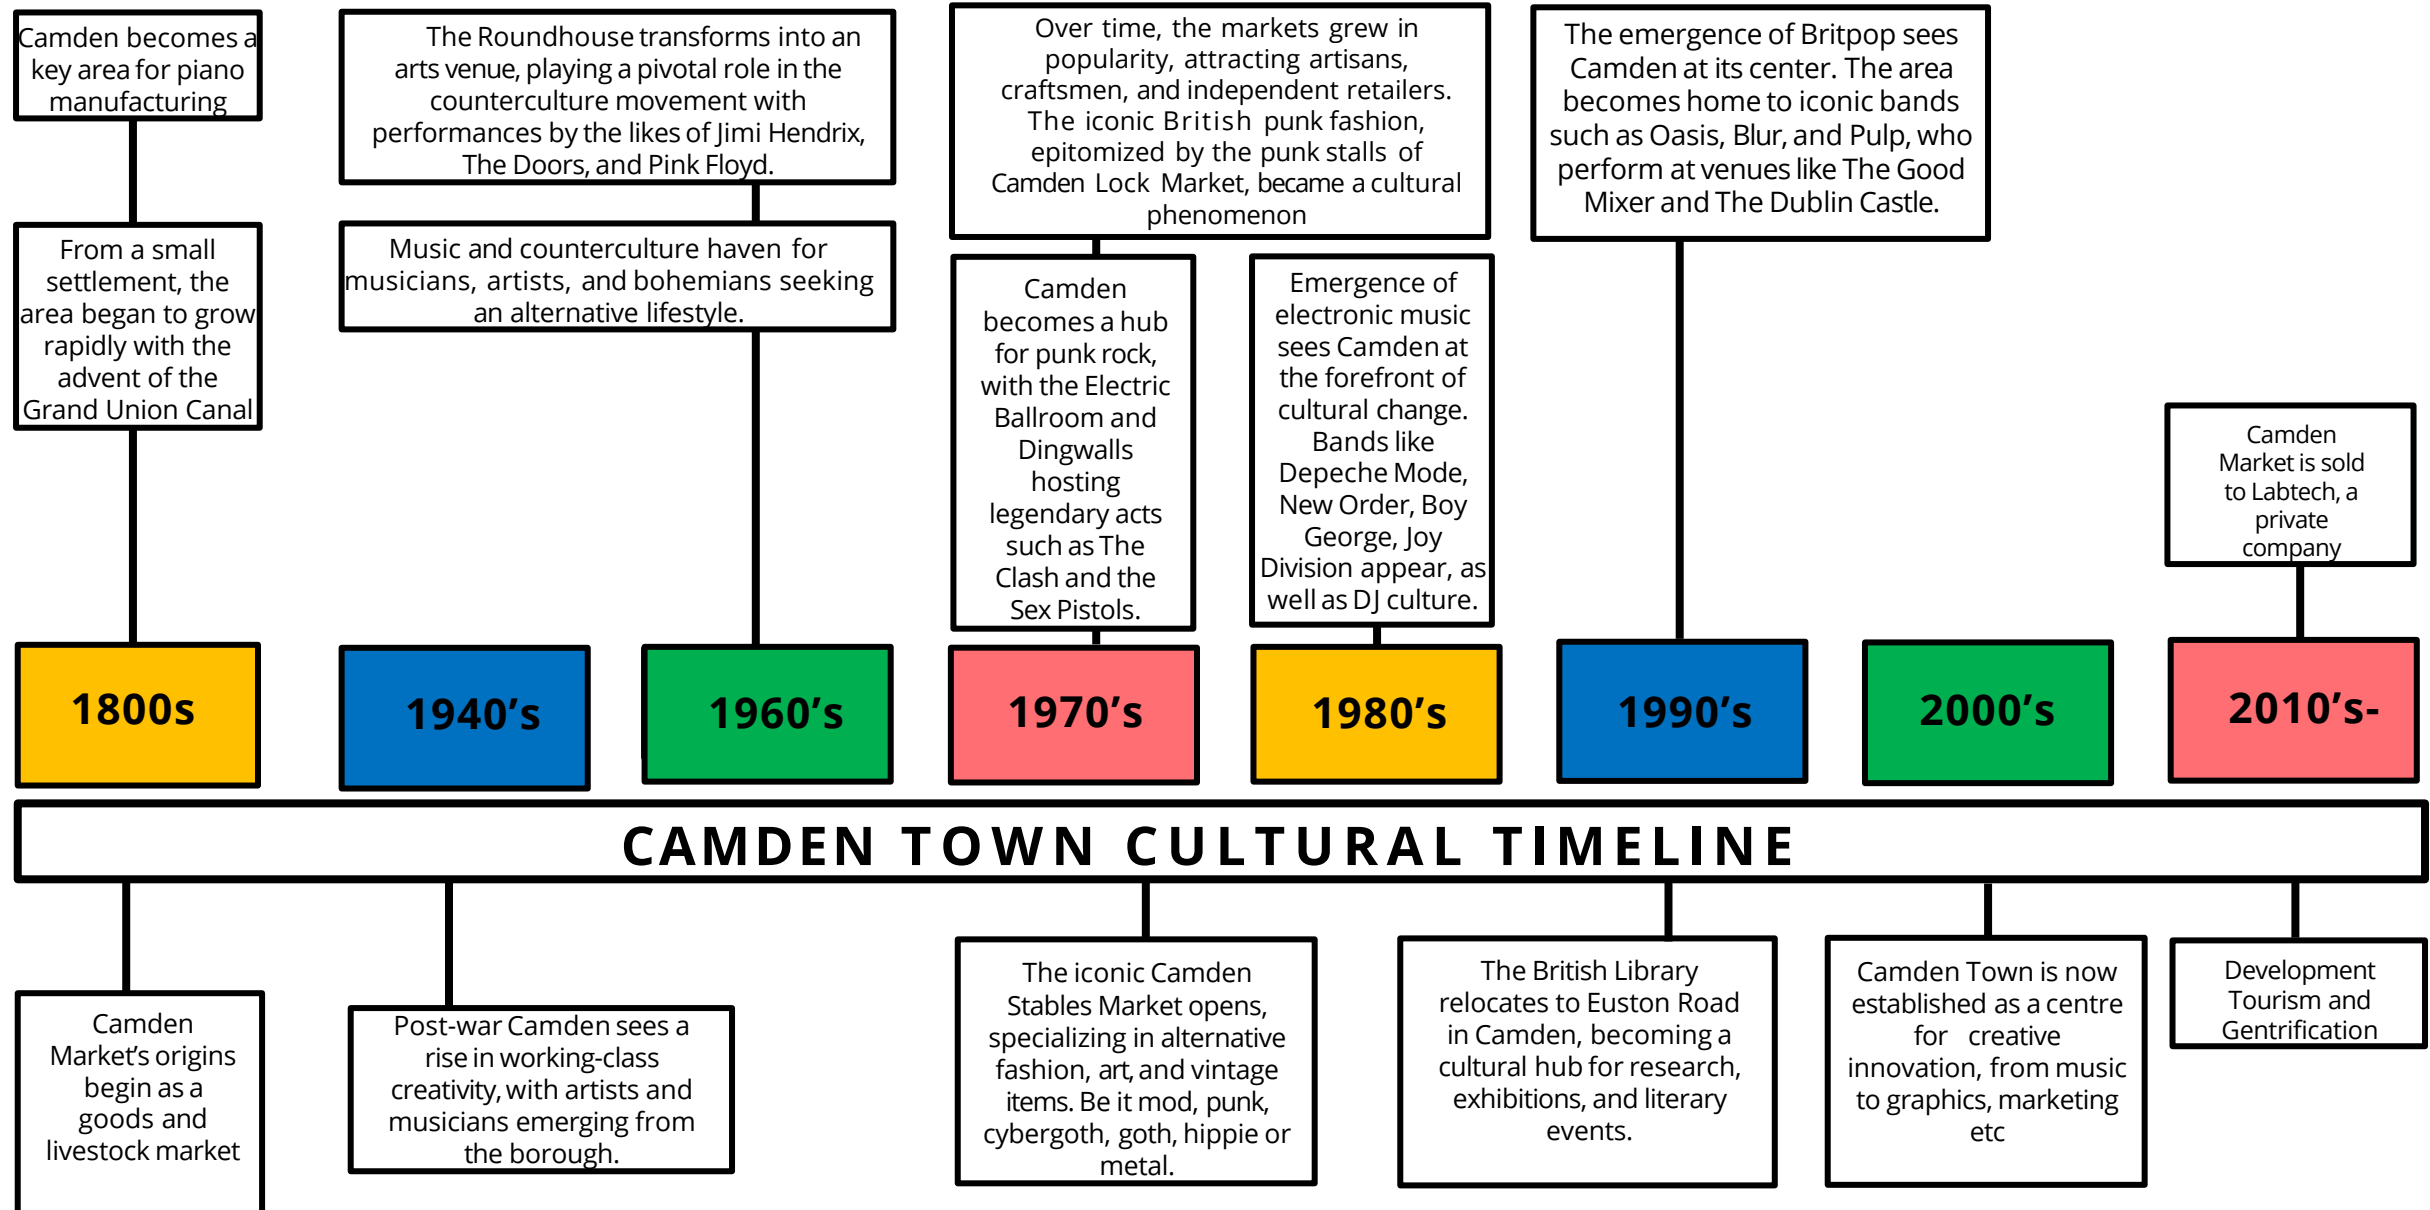 Camden becomes a
key area for piano
manufacturing
From a small
settlement, the
area began to grow
rapidly with the
advent of the
Grand Union Canal
The Roundhouse transforms into an
arts venue, playing a pivotal role in the
counterculture movement with
performances by the likes of Jimi Hendrix,
The Doors, and Pink Floyd.
Music and counterculture haven for
musicians, artists, and bohemians seeking
an alternative lifestyle.
Over time, the markets grew in
popularity, attracting artisans,
craftsmen, and independent retailers.
The iconic British punk fashion,
epitomized by the punk stalls of
Camden Lock Market, became a cultural
phenomenon
Camden
becomes a hub
for punk rock,
with the Electric
Ballroom and
Dingwalls
hosting
legendary acts
such as The
Clash and the
Sex Pistols.
Emergence of
electronic music
sees Camden at
the forefront of
cultural change.
Bands like
Depeche Mode,
New Order, Boy
George, Joy
Division appear, as
well as DJ culture.
The emergence of Britpop sees
Camden at its center. The area
becomes home to iconic bands
such as Oasis, Blur, and Pulp, who
perform at venues like The Good
Mixer and The Dublin Castle.
Camden
Market is sold
to Labtech, a
private
company
1800s
1940’s
1960’s
1970’s
1980’s
1990’s
2000’s
2010’s-
CAMDEN TOWN CULTURAL TIMELINE
Camden
Market’s origins
begin as a
goods and
livestock market
Post-war Camden sees a
rise in working-class
creativity, with artists and
musicians emerging from
the borough.
The iconic Camden
Stables Market opens,
specializing in alternative
fashion, art, and vintage
items. Be it mod, punk,
cybergoth, goth, hippie or
metal.
The British Library
relocates to Euston Road
in Camden, becoming a
cultural hub for research,
exhibitions, and literary
events.
Camden Town is now
established as a centre
for creative
innovation, from music
to graphics, marketing
etc
Development
Tourism and
Gentrification